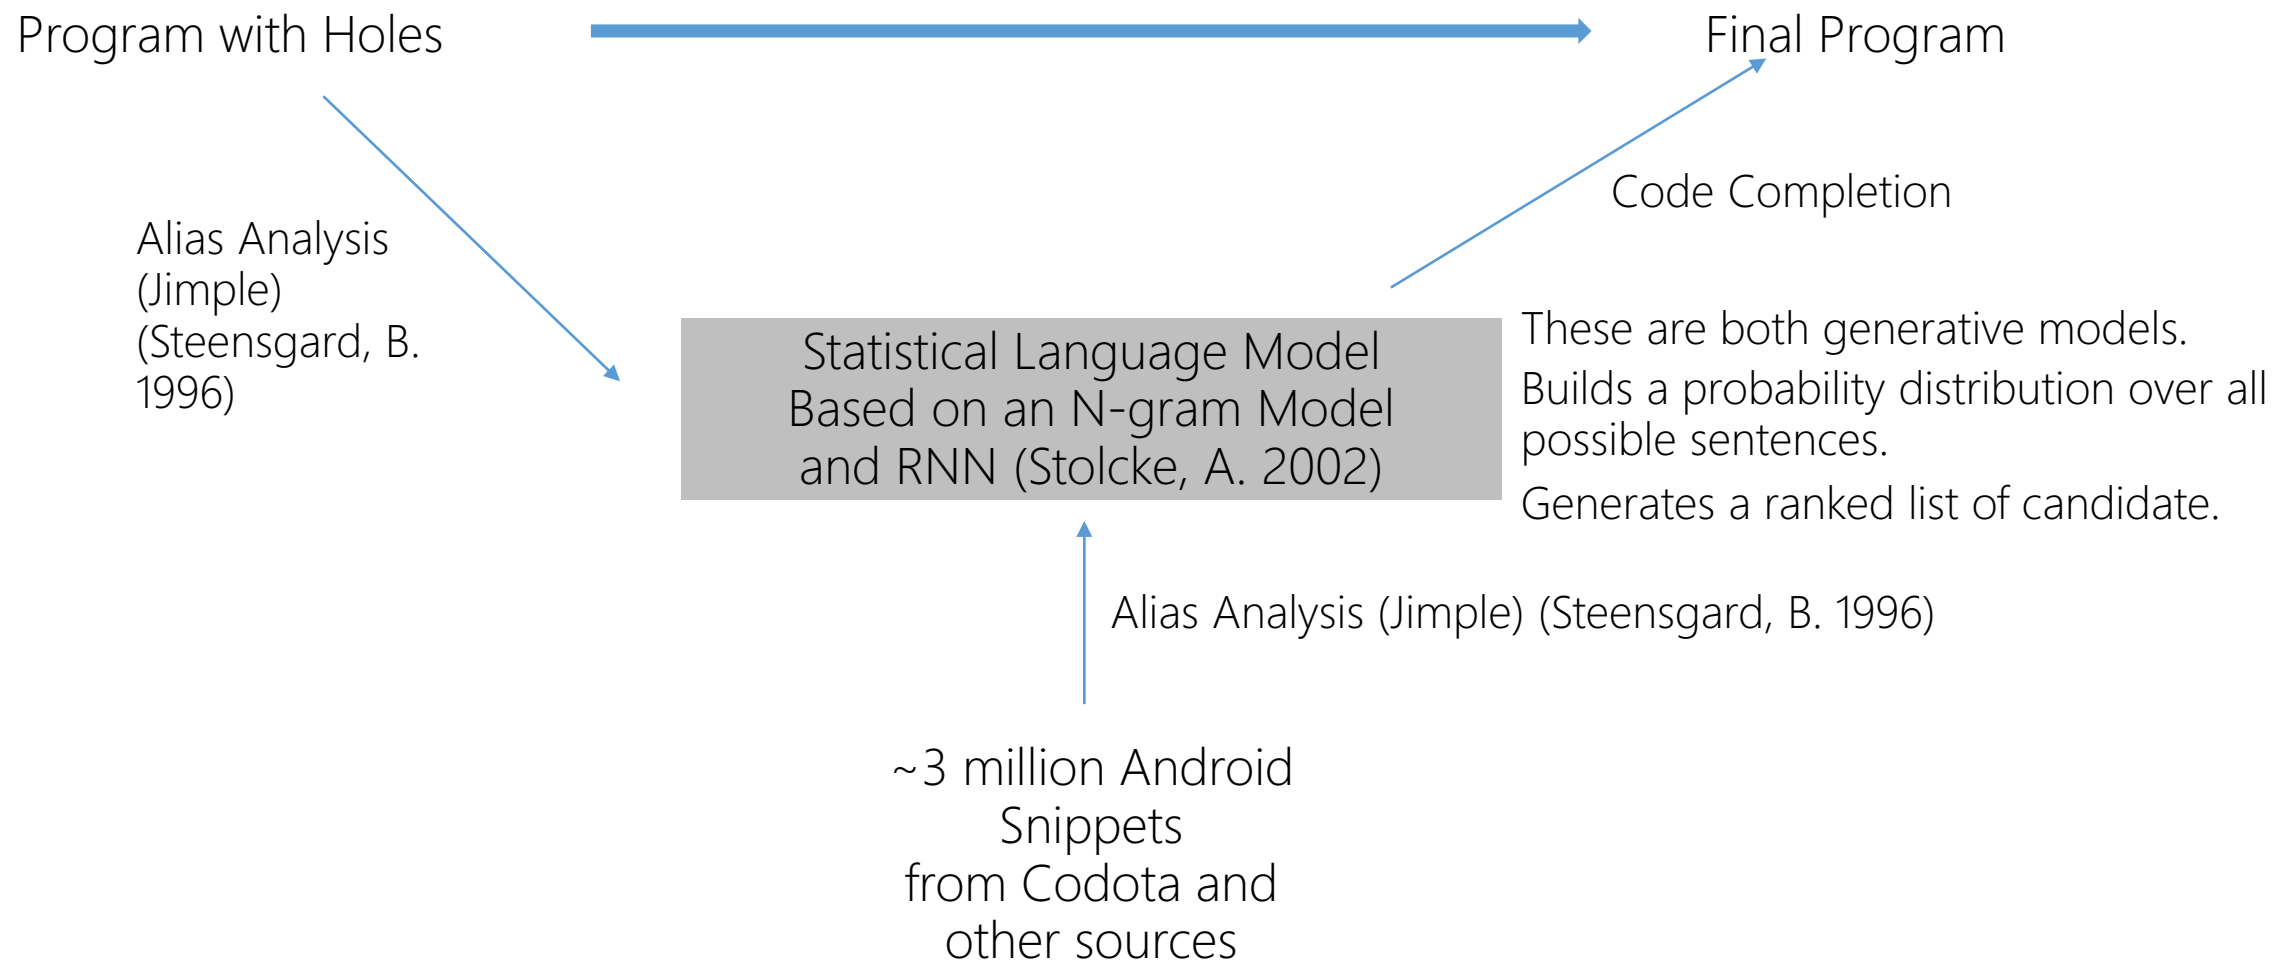 Program with Holes
Final Program
Code Completion
Alias Analysis
(Jimple)
(Steensgard, B.
1996)
Statistical Language Model
Based on an N-gram Model
and RNN (Stolcke, A. 2002)
These are both generative models.
Builds a probability distribution over all
possible sentences.
Generates a ranked list of candidate.
Alias Analysis (Jimple) (Steensgard, B. 1996)
~3 million Android
Snippets
from Codota and
other sources